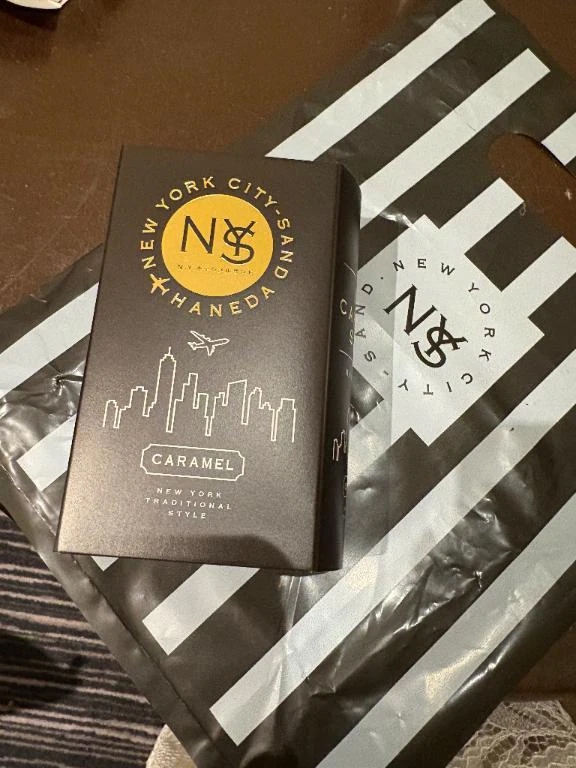 NEW YORK CITY-SAND
NYS
HANEDA
CARAMEL
NEW YORK
TRADITIONAL
STYLE
NEW YORK CITY-SAND.
NYS